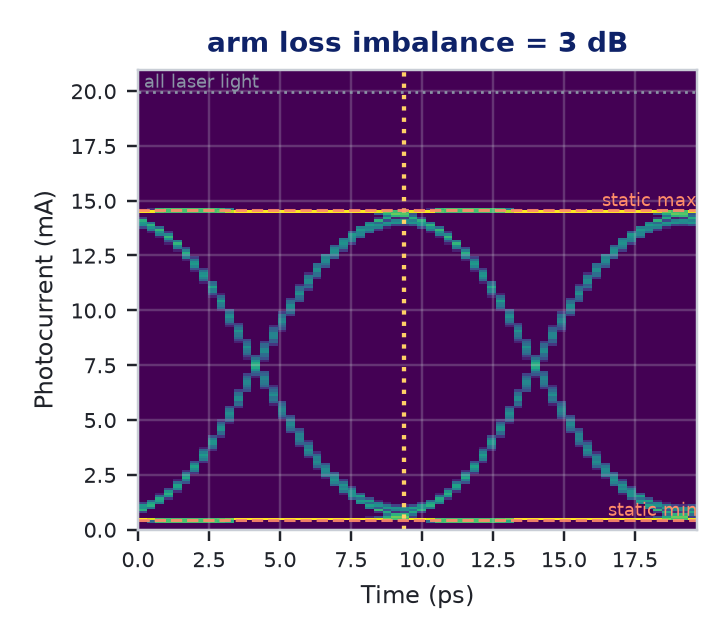 arm loss imbalance = 3 dB
all laser light
static max
static min
Photocurrent (mA)
20.0
17.5
15.0
12.5
10.0
7.5
5.0
2.5
0.0
0.0 2.5 5.0 7.5 10.0 12.5 15.0 17.5
Time (ps)